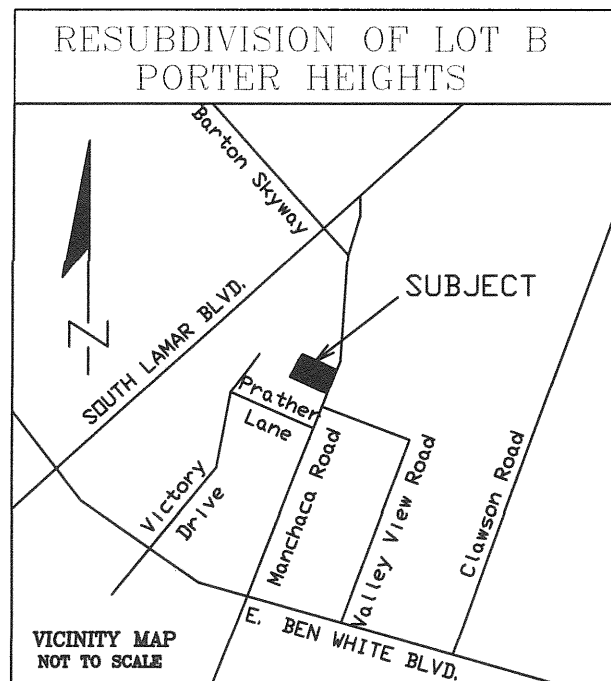 RESUBDIVISION OF LOT B
PORTER HEIGHTS
Barton Skyway
SOUTH LAMAR BLVD.
SUBJECT
N
Prather
Lane
Victory
Drive
Manchaca Road
Valley View Road
Clawson Road
E. BEN WHITE BLVD.
VICINITY MAP
NOT TO SCALE